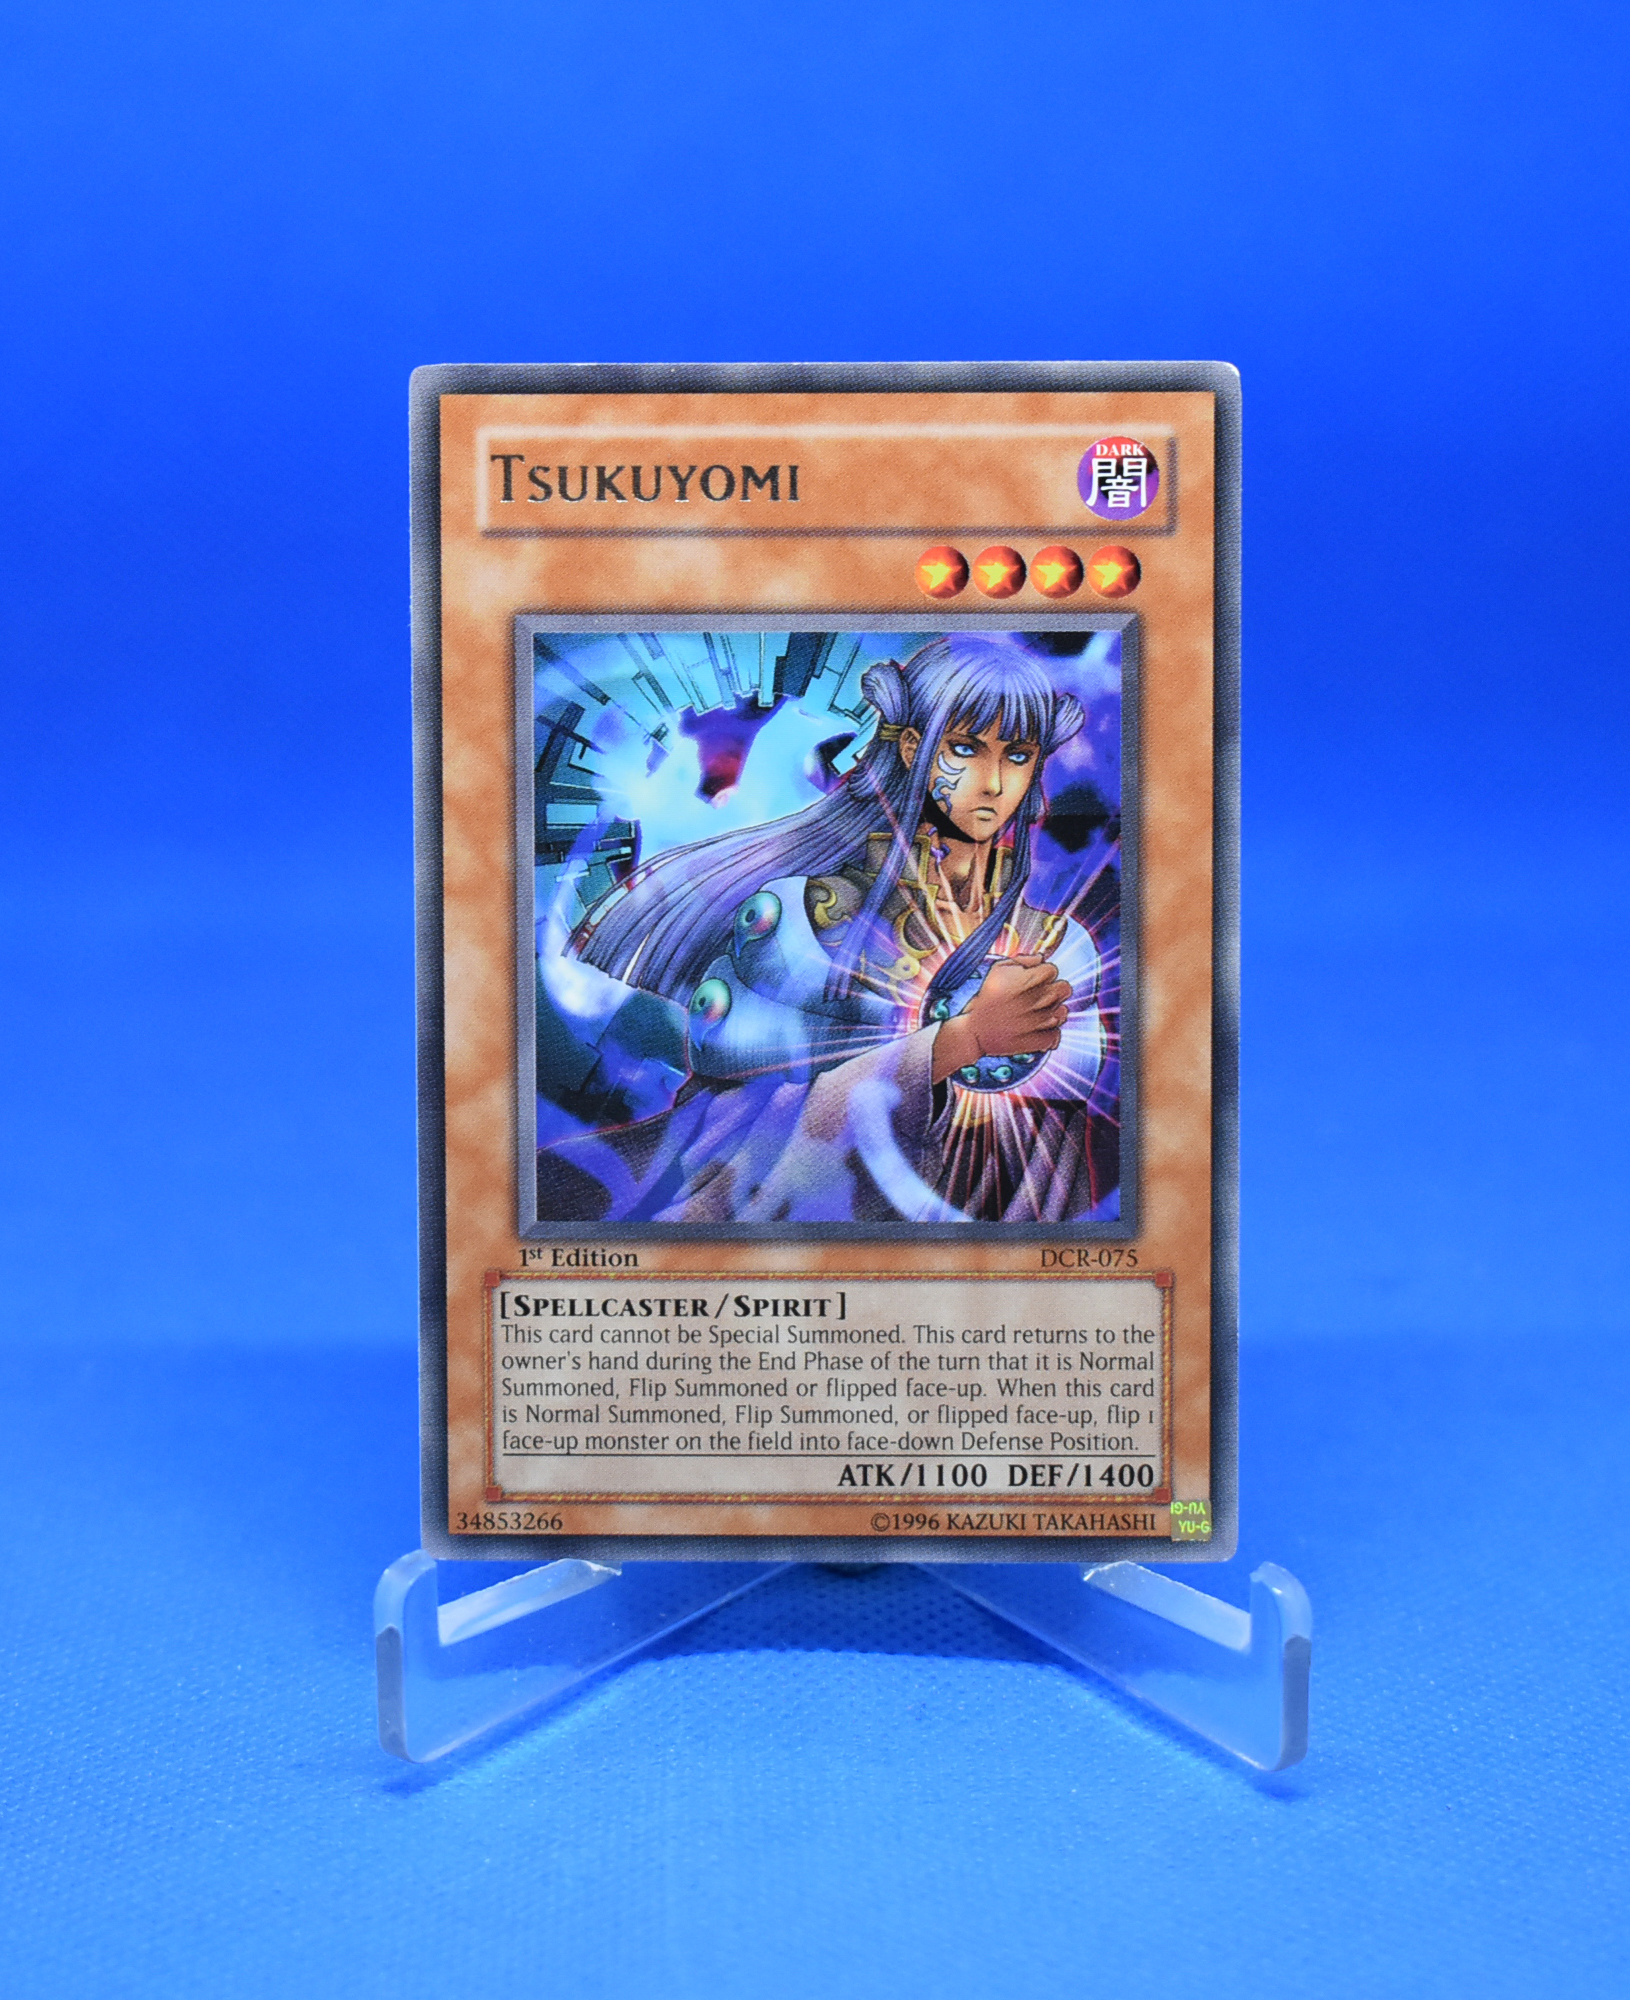 TSUKUYOMI
DARK
闇
1st Edition
DCR-075
[SPELLCASTER/SPIRIT]
This card cannot be Special Summoned. This card returns to the
owner's hand during the End Phase of the turn that it is Normal
Summoned, Flip Summoned or flipped face-up. When this card
is Normal Summoned, Flip Summoned, or flipped face-up, flip 1
face-up monster on the field into face-down Defense Position.
ATK/1100 DEF/1400
34853266
©1996 KAZUKI TAKAHASHI
YU-G